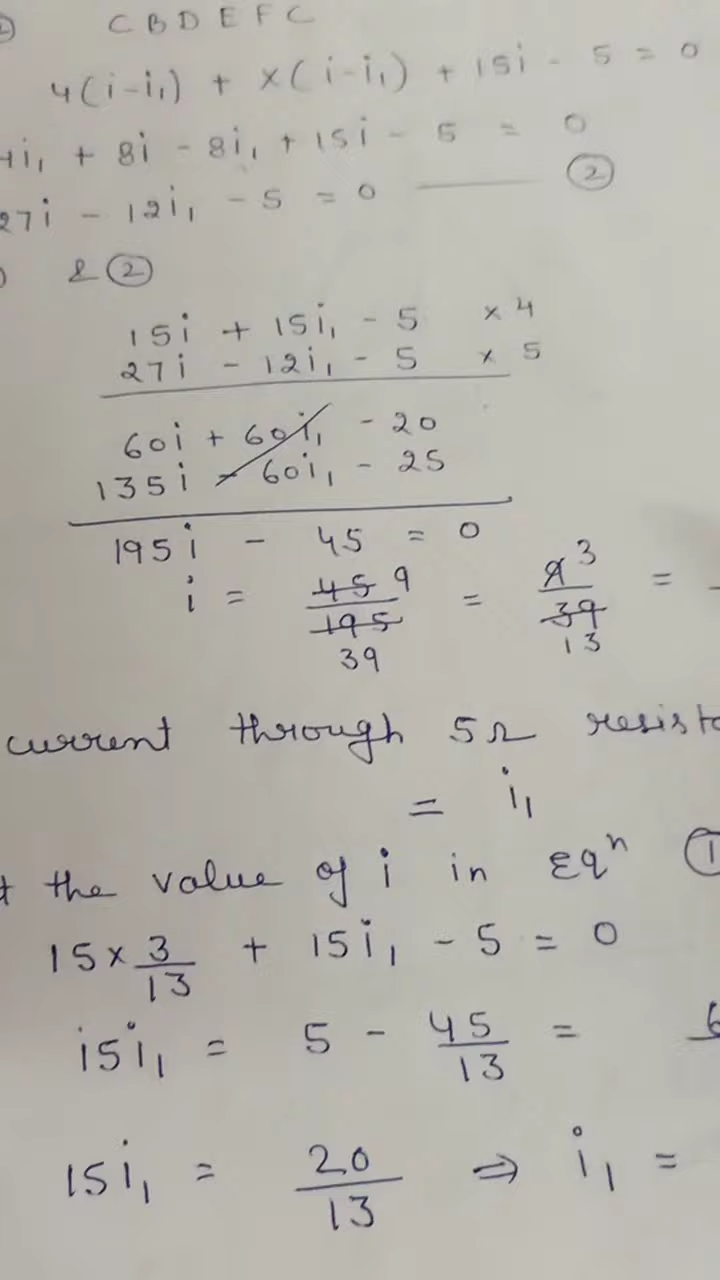 ② C B D E F C
4(i-i₁) + x(i-i₁) + 15i - 5 = 0
4i₁ + 8i - 8i₁ + 15i - 5 = 0
27i - 12i₁ - 5 = 0 —— ②
& ②
15i + 15i₁ - 5 × 4
27i - 12i₁ - 5 × 5
60i + 60i₁ - 20
135i - 60i₁ - 25
195i - 45 = 0
i = 45/195 9/39 = 9/39 3/13 =
current through 5Ω
= i₁
the value of i in Eqⁿ ①
15 × 3/13 + 15i₁ - 5 = 0
15i₁ = 5 - 45/13 =
15i₁ = 20/13 ⇒ i₁ =